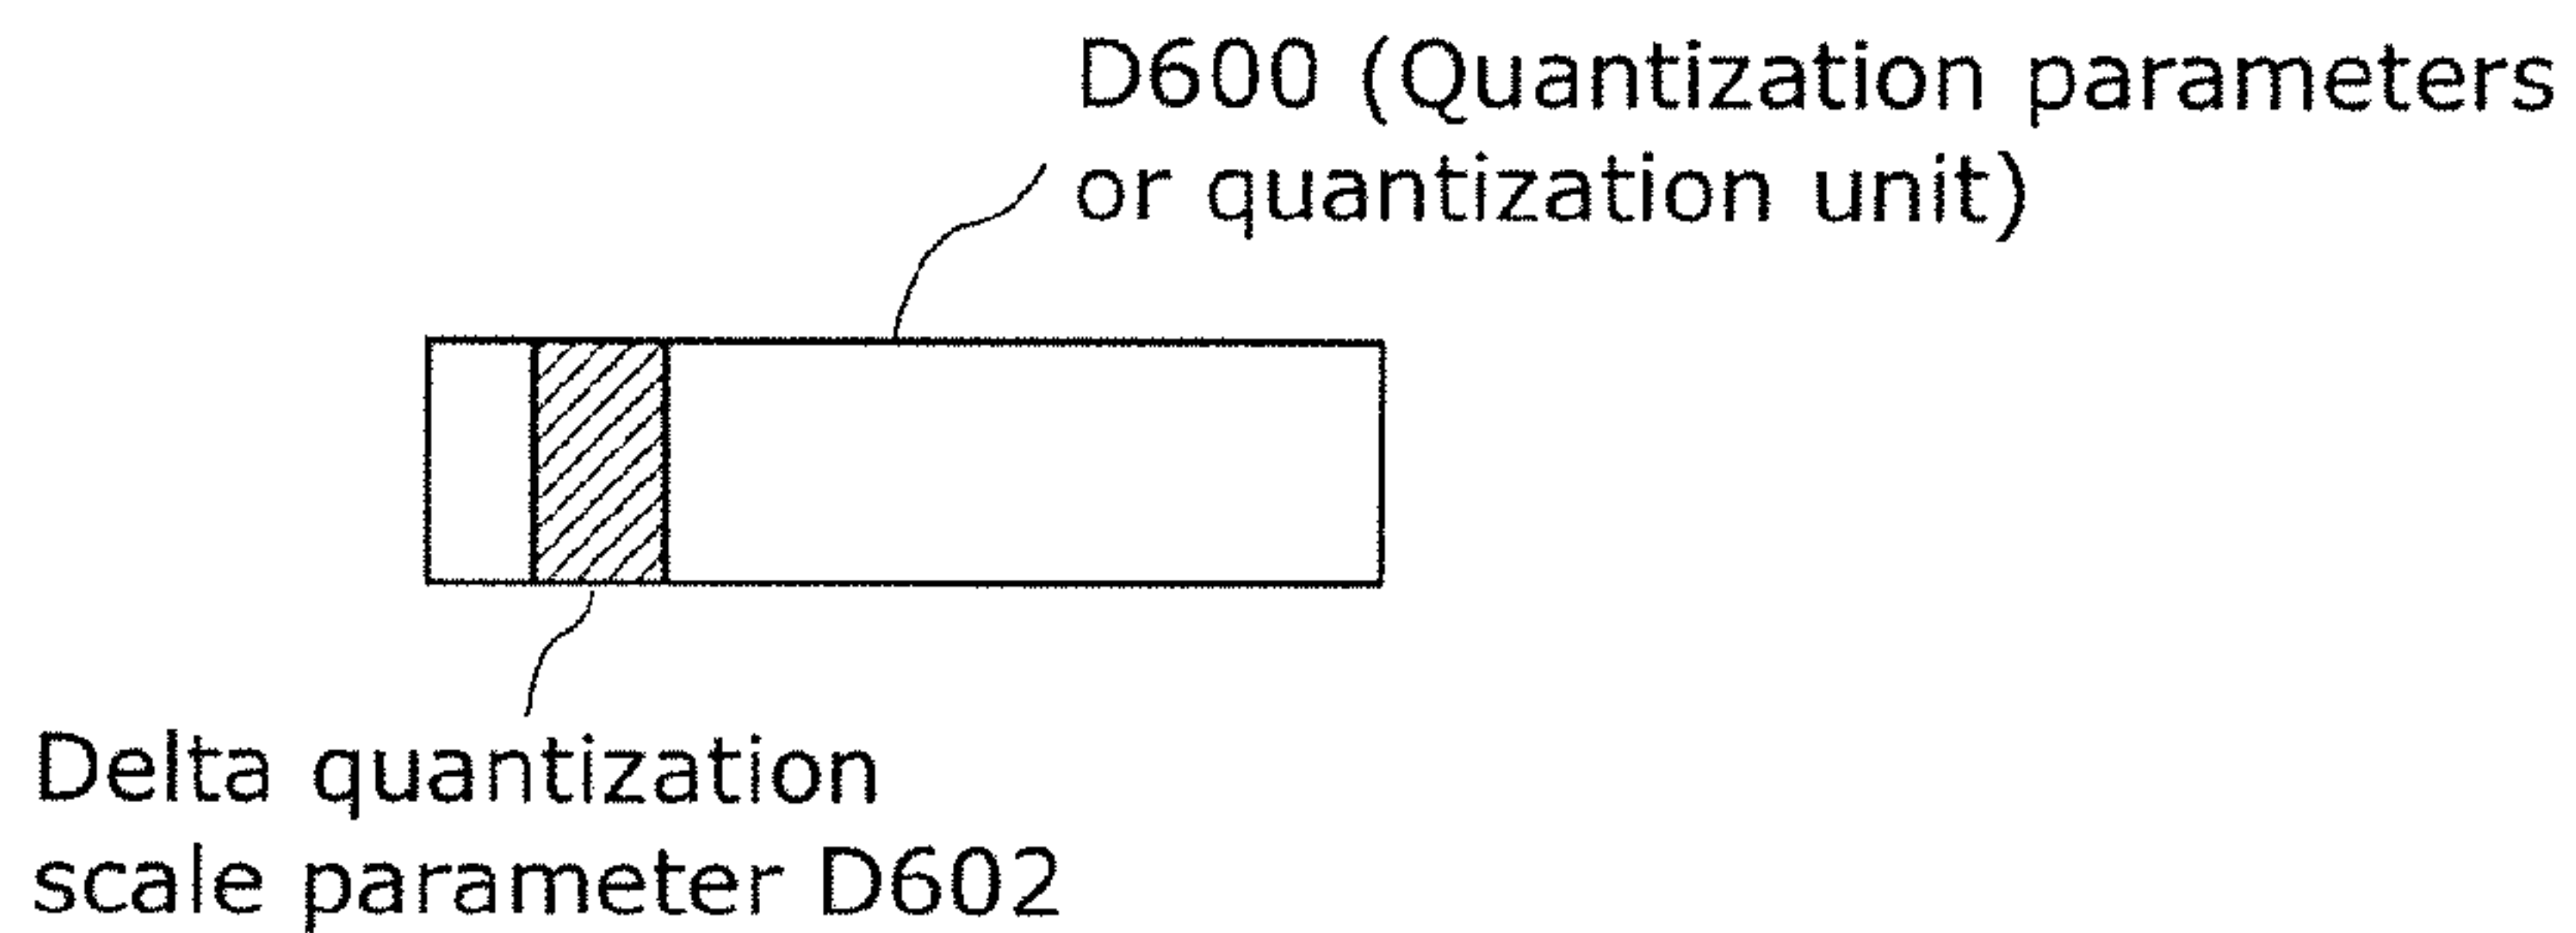 D600 (Quantization parameters
or quantization unit)
Delta quantization
scale parameter D602